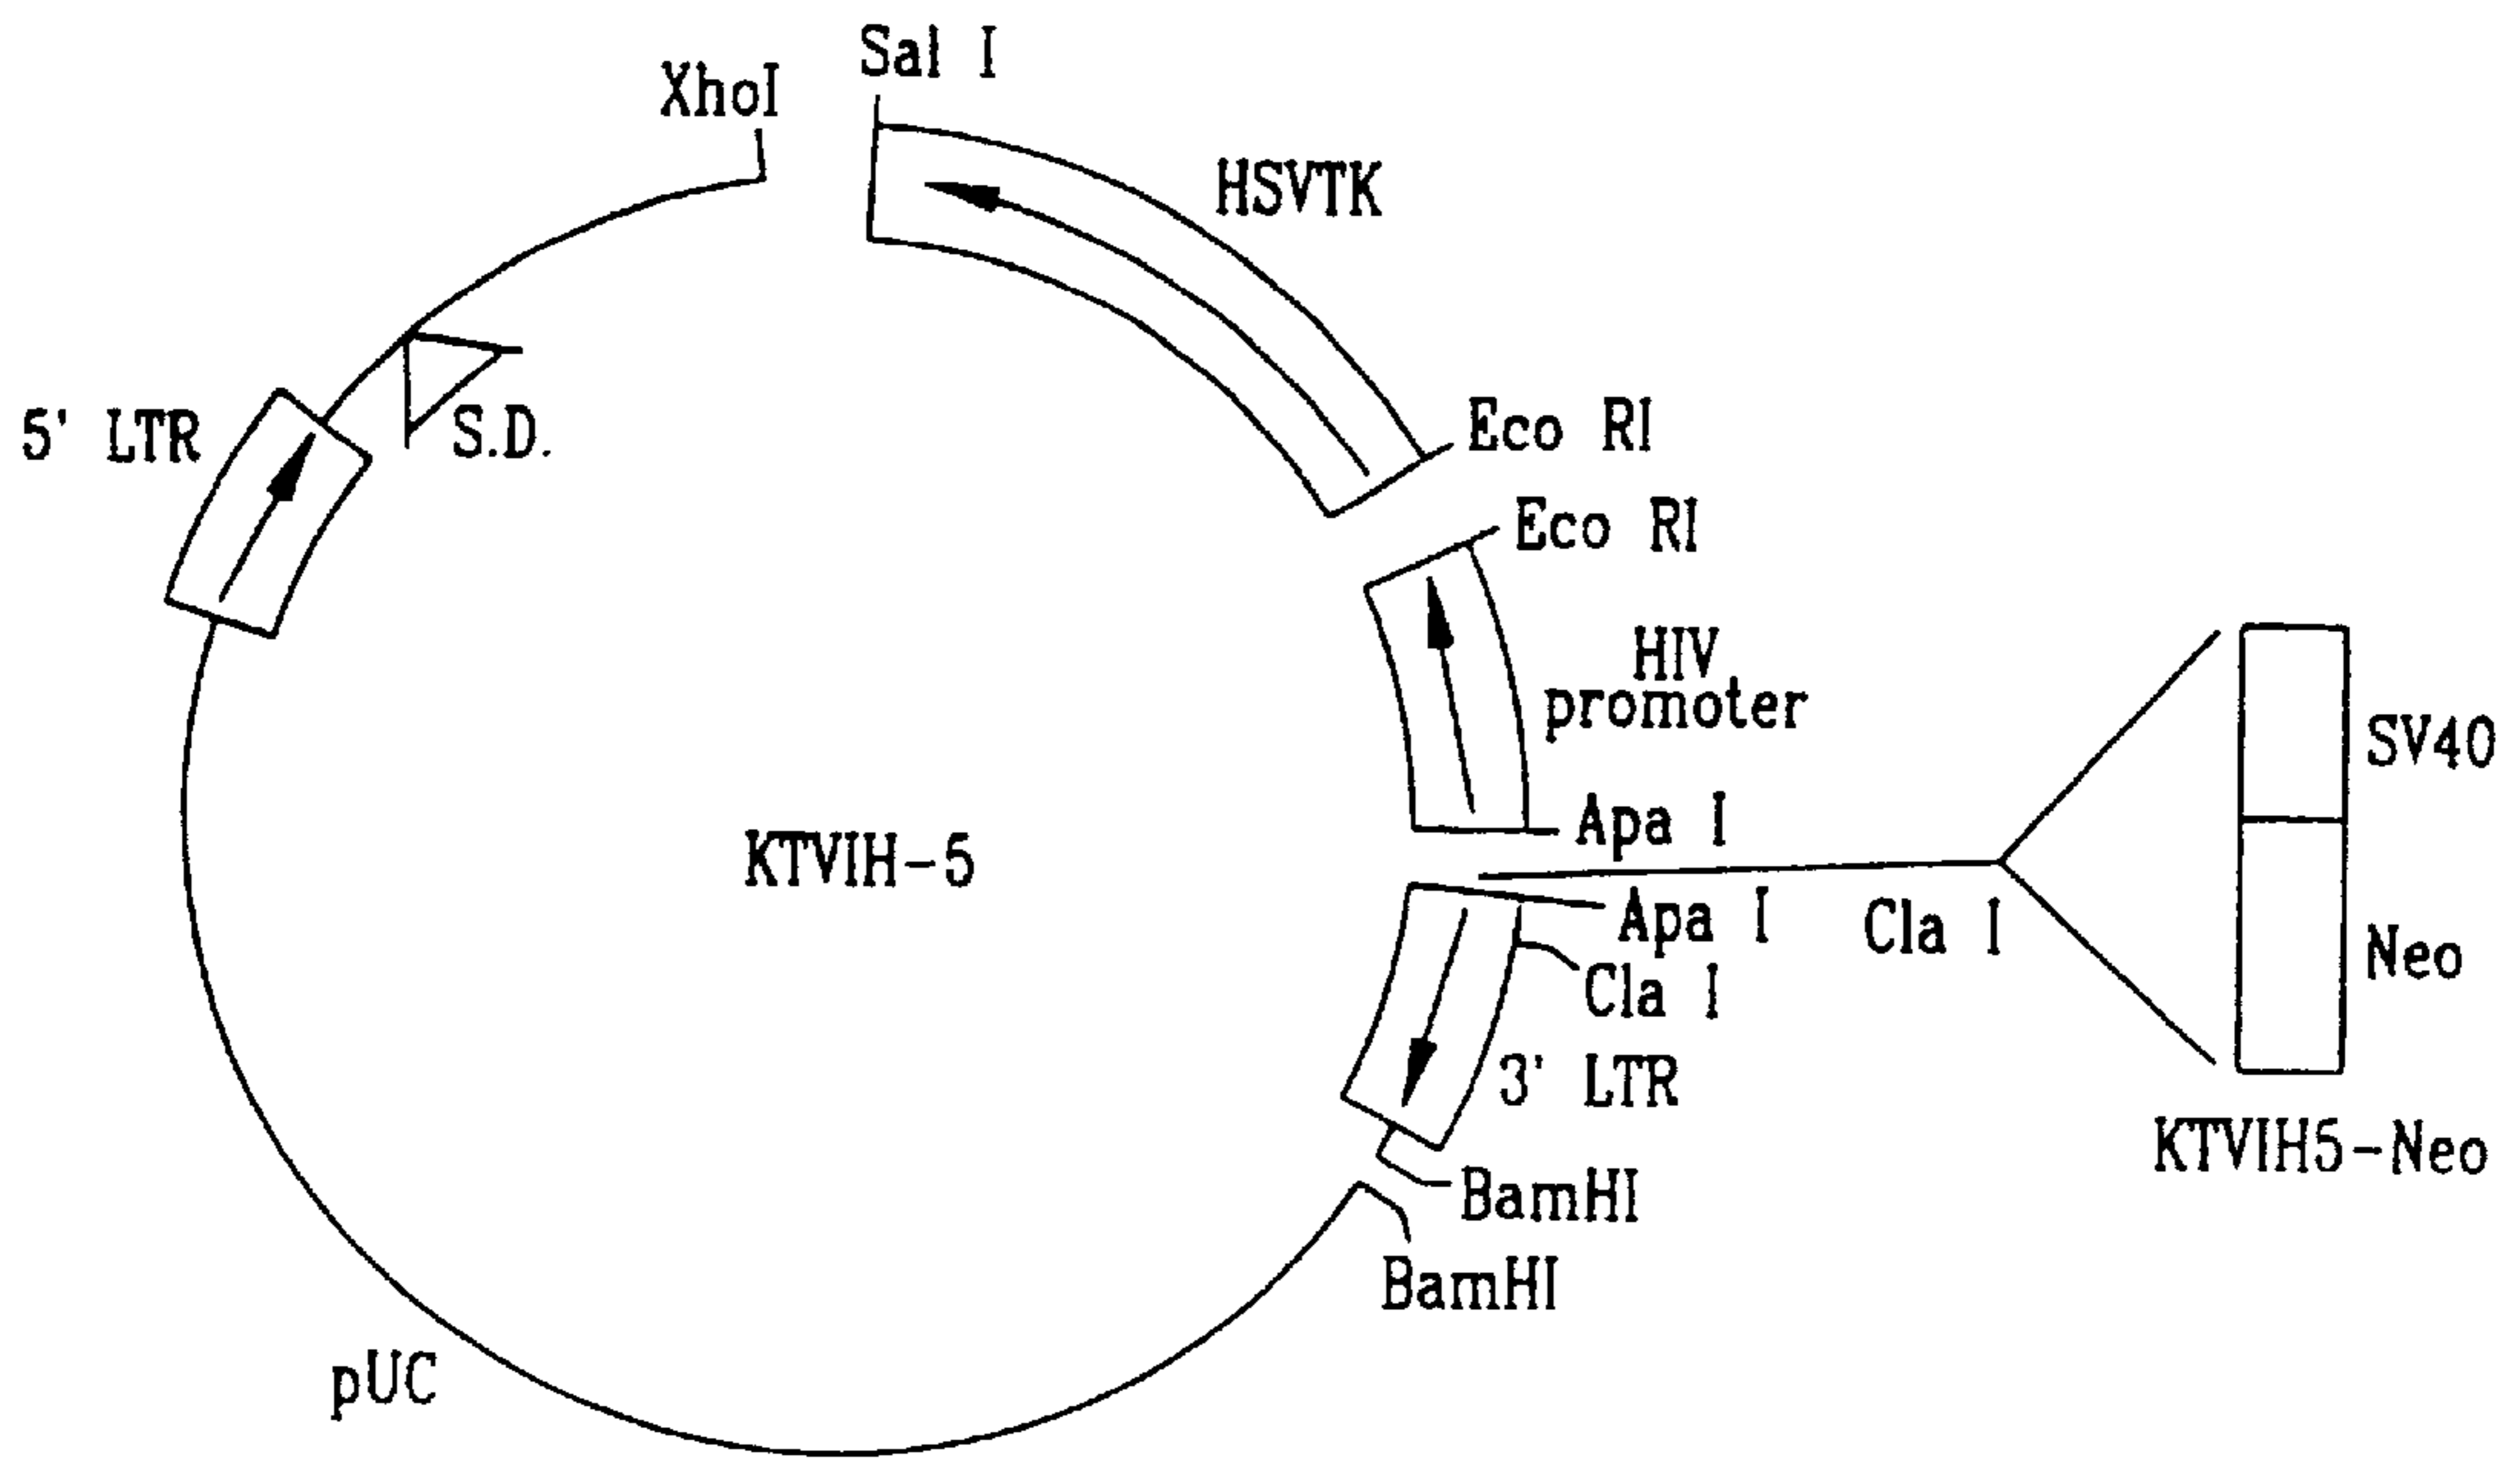 Sal I
XhoI
HSVTK
5' LTR
S.D.
Eco RI
Eco RI
HIV
promoter
SV40
Apa I
KTVIH-5
Apa I
Cla I
Cla I
Neo
3' LTR
KTVIH5-Neo
BamHI
BamHI
pUC